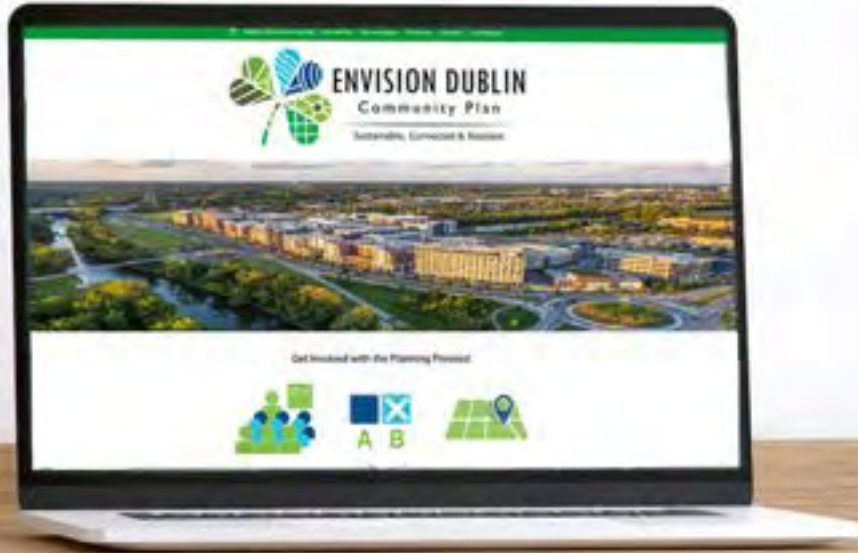 ENVISION DUBLIN
Community Plan
Sustainable, Connected & Resilient
Get Involved with the Planning Process!
A B